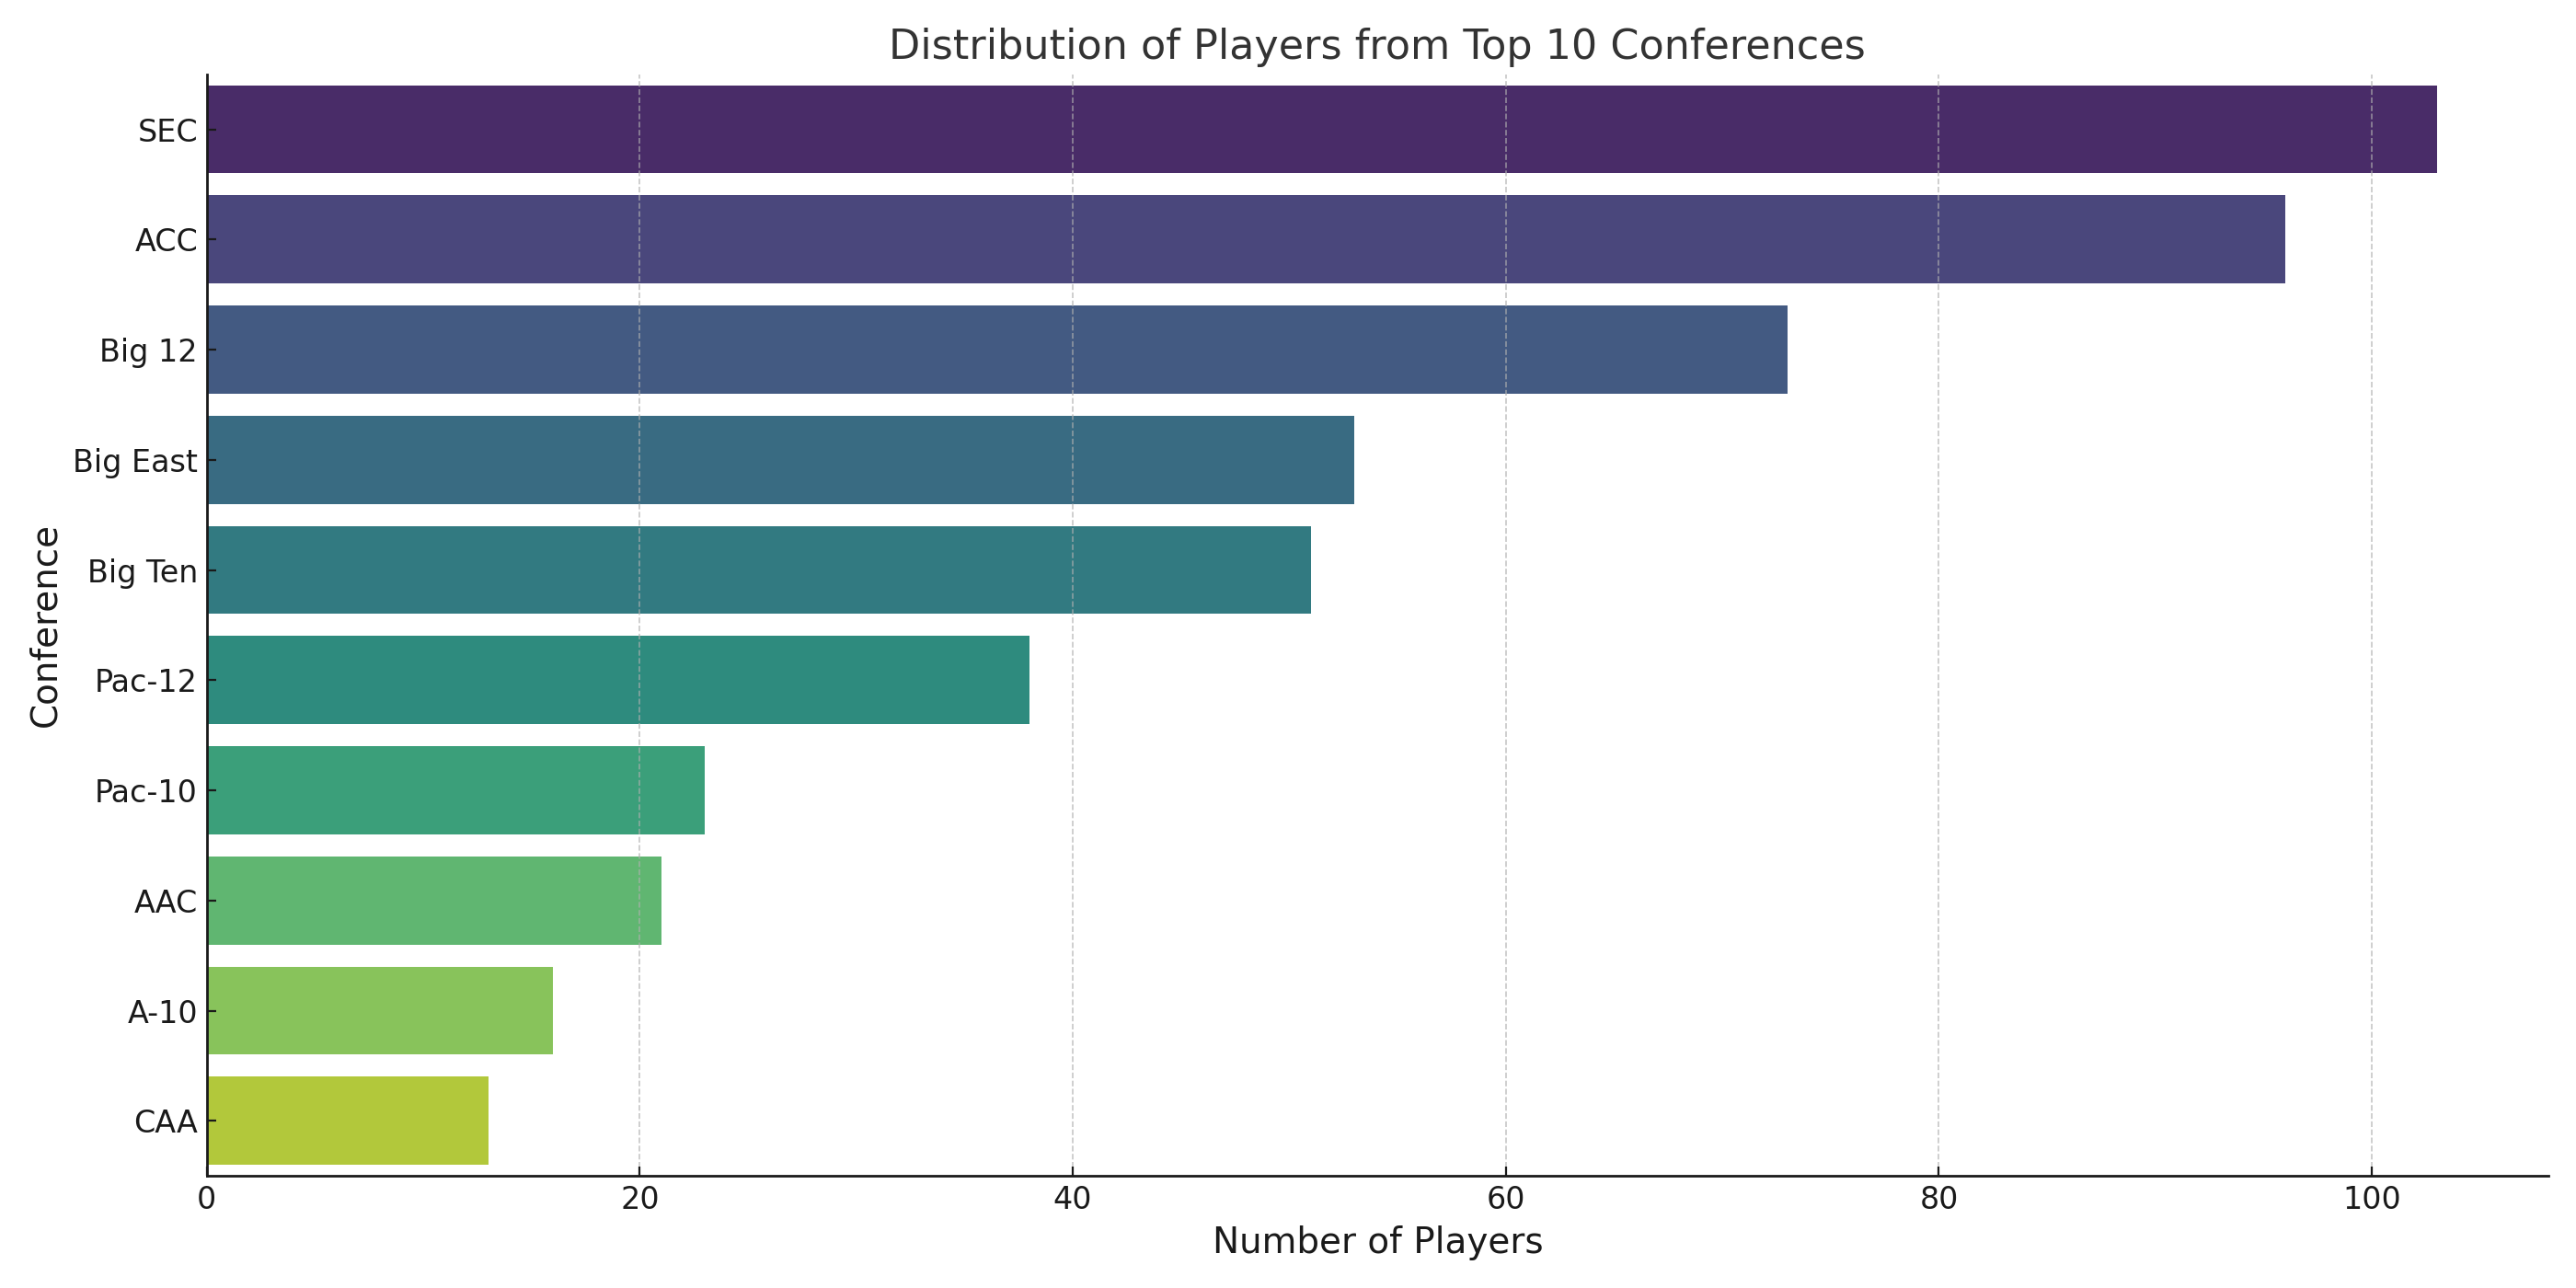 Distribution of Players from Top 10 Conferences
SEC
ACC
Big 12
Big East
Big Ten
Pac-12
Pac-10
AAC
A-10
CAA
Conference
0 20 40 60 80 100
Number of Players